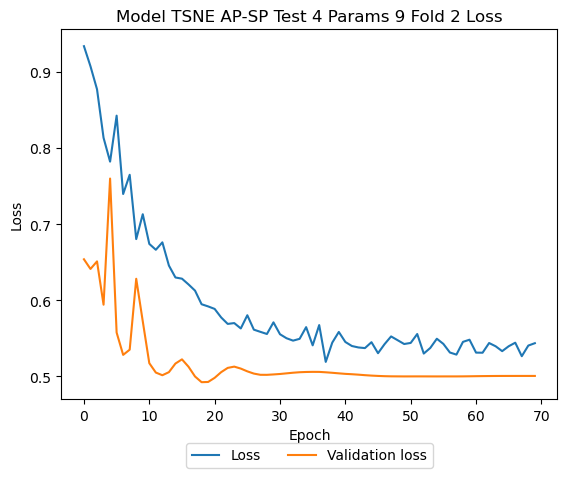 Model TSNE AP-SP Test 4 Params 9 Fold 2 Loss
0.9
0.8
0.7
0.6
0.5
Loss
0 10 20 30 40 50 60 70
Epoch
Loss Validation loss